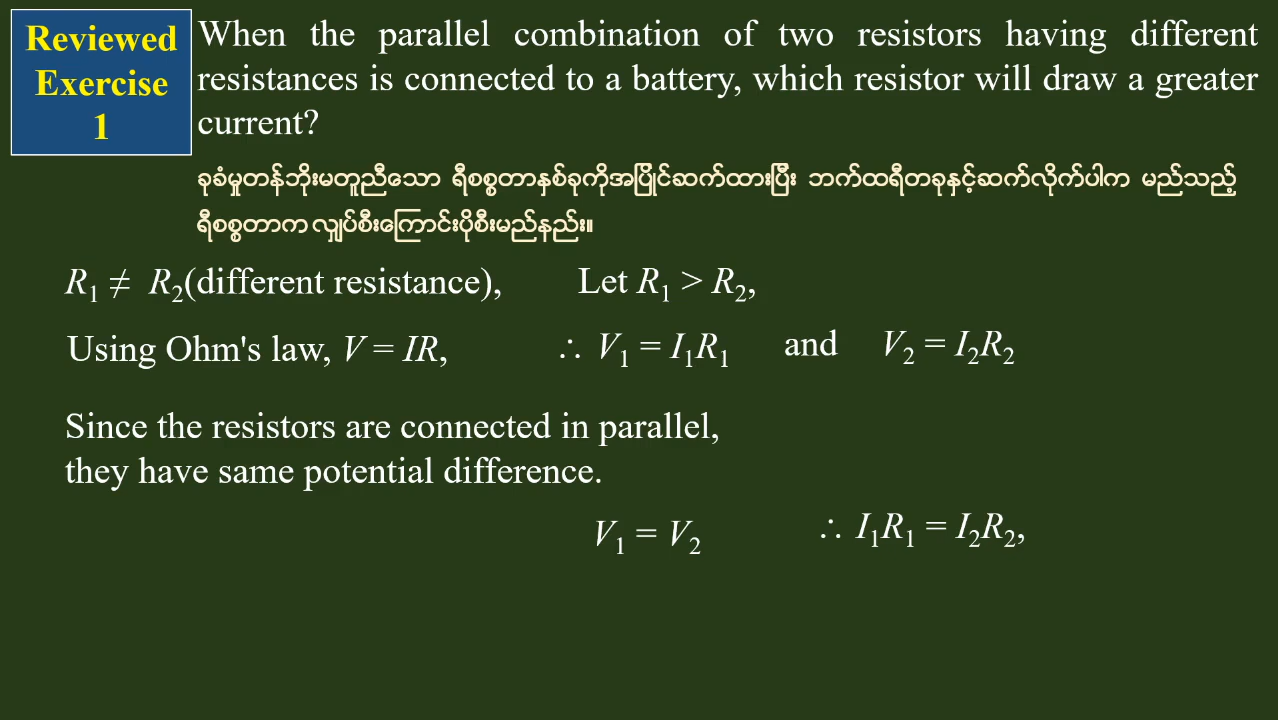 Reviewed
Exercise
1
When the parallel combination of two resistors having different
resistances is connected to a battery, which resistor will draw a greater
current?
ခုခံမှုတန်ဘိုးမတူညီသော ရီစစ္စတာနှစ်ခုကိုအပြိုင်ဆက်ထားပြီး ဘက်ထရီတခုနှင့်ဆက်လိုက်ပါက မည်သည့်
ရီစစ္စတာက လျှပ်စီးကြောင်းပိုစီးမည်နည်း။
R₁ ≠ R₂(different resistance), Let R₁ > R₂,
Using Ohm's law, V = IR, ∴ V₁ = I₁R₁ and V₂ = I₂R₂
Since the resistors are connected in parallel,
they have same potential difference.
V₁ = V₂ ∴ I₁R₁ = I₂R₂,